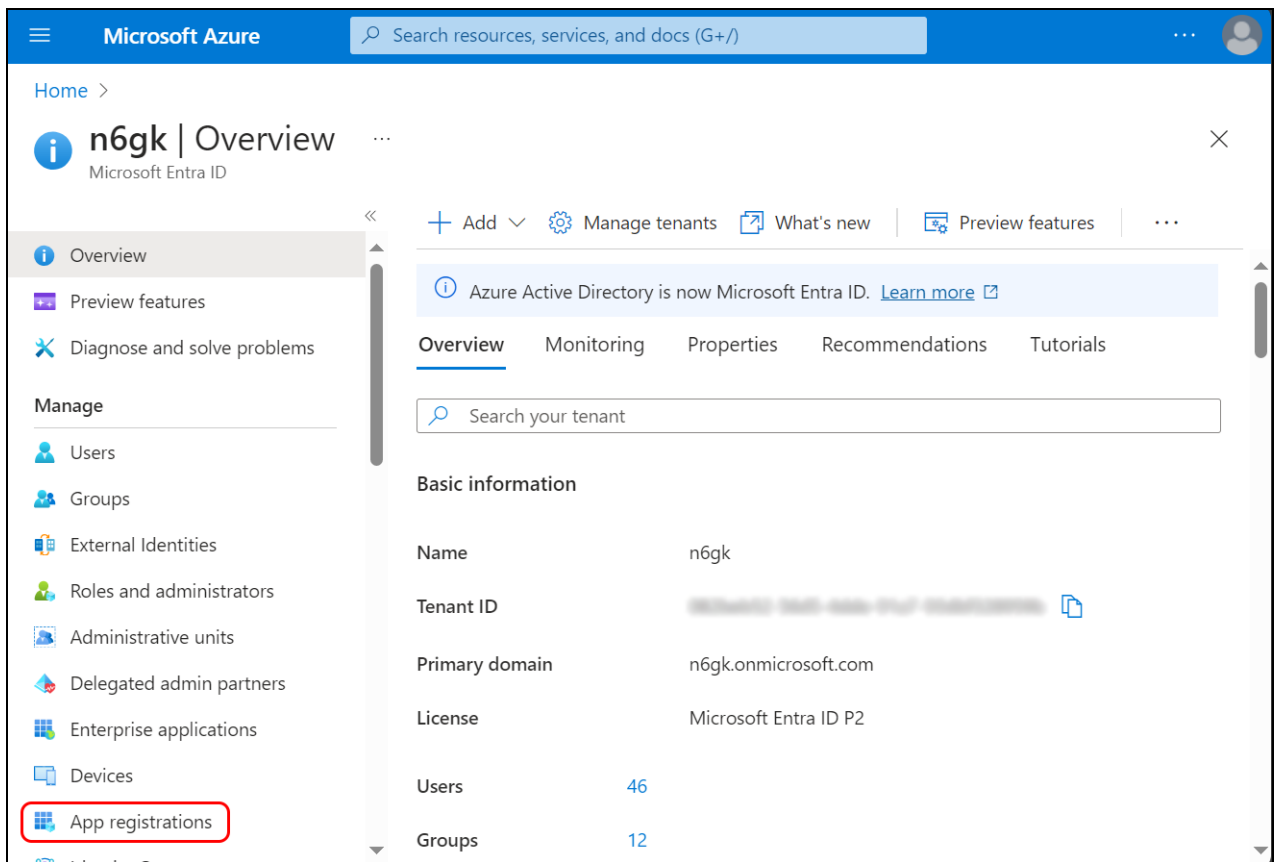 Microsoft Azure
Search resources, services, and docs (G+/)
...
Home >
n6gk | Overview ...
Microsoft Entra ID
Overview
Preview features
Diagnose and solve problems
Manage
Users
Groups
External Identities
Roles and administrators
Administrative units
Delegated admin partners
Enterprise applications
Devices
App registrations
Add
Manage tenants
What's new
Preview features
...
Azure Active Directory is now Microsoft Entra ID. Learn more
Overview Monitoring Properties Recommendations Tutorials
Search your tenant
Basic information
Name n6gk
Tenant ID
Primary domain n6gk.onmicrosoft.com
License Microsoft Entra ID P2
Users 46
Groups 12